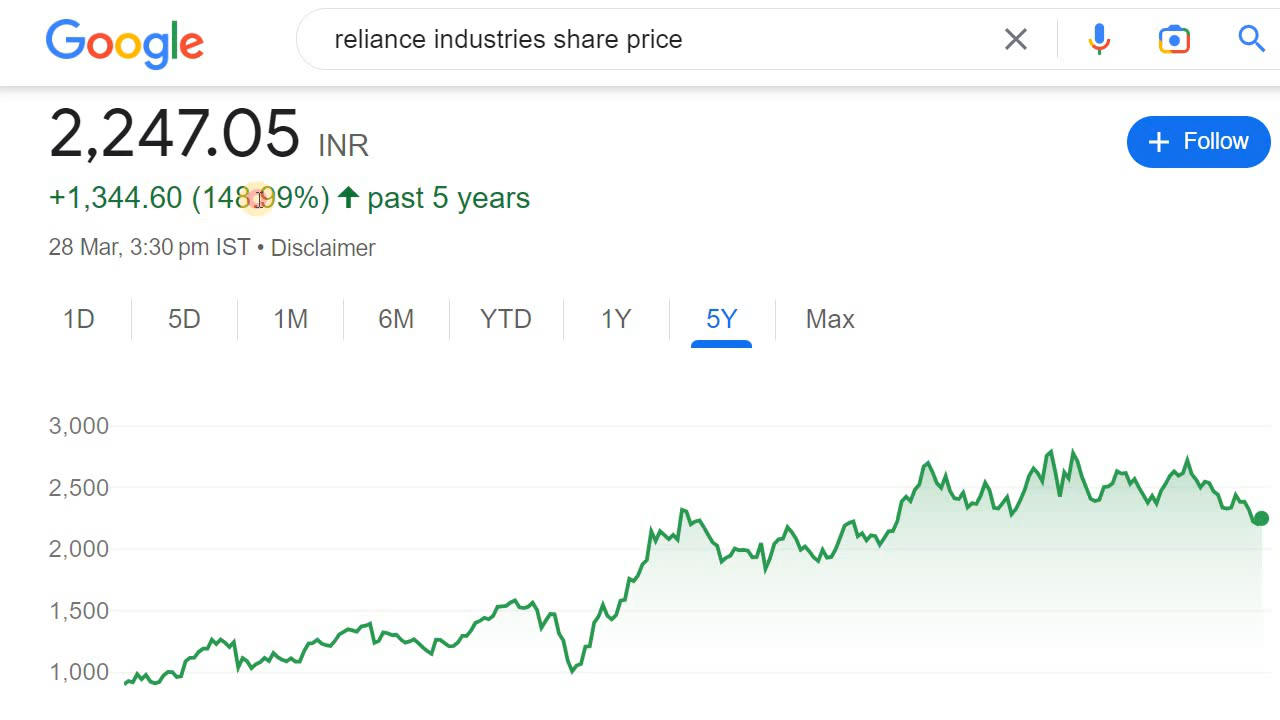 Google reliance industries share price
2,247.05 INR
+ Follow
+1,344.60 (148.99%) ↑ past 5 years
28 Mar, 3:30 pm IST • Disclaimer
1D 5D 1M 6M YTD 1Y 5Y Max
3,000
2,500
2,000
1,500
1,000